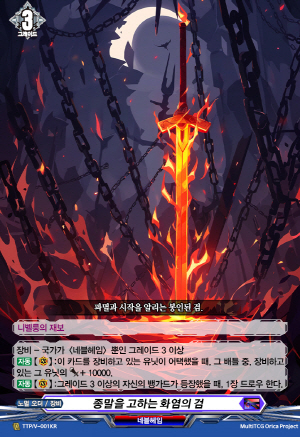 3
그레이드
파멸과 시작을 알리는 봉인된 검.
니벨룽의 재보
장비 - 국가가 〈네블헤임〉 뿐인 그레이드 3 이상
자동【】:이 카드를 장비하고 있는 유닛이 어택했을 때, 그 배틀 중, 장비하고
있는 그 유닛의 + 10000.
자동【】:그레이드 3 이상의 자신의 뱅가드가 등장했을 때, 1장 드로우 한다.
노멀 오더 / 장비
종말을 고하는 화염의 검
네블헤임
TTP/V-001KR
MultiTCG Orica Project